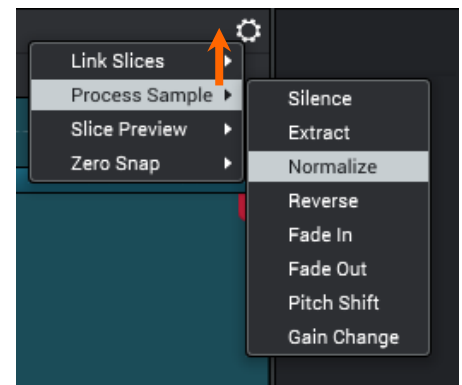 Link Slices
Process Sample
Slice Preview
Zero Snap
Silence
Extract
Normalize
Reverse
Fade In
Fade Out
Pitch Shift
Gain Change